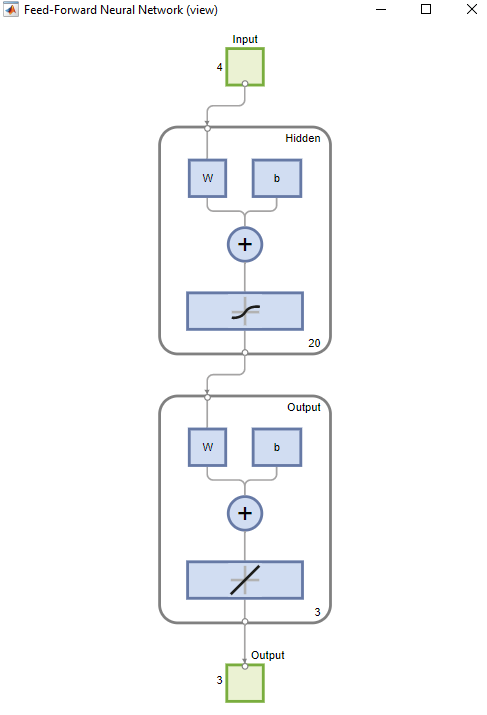 Feed-Forward Neural Network (view)
Input
4
Hidden
W b
+
20
Output
W b
+
3
Output
3